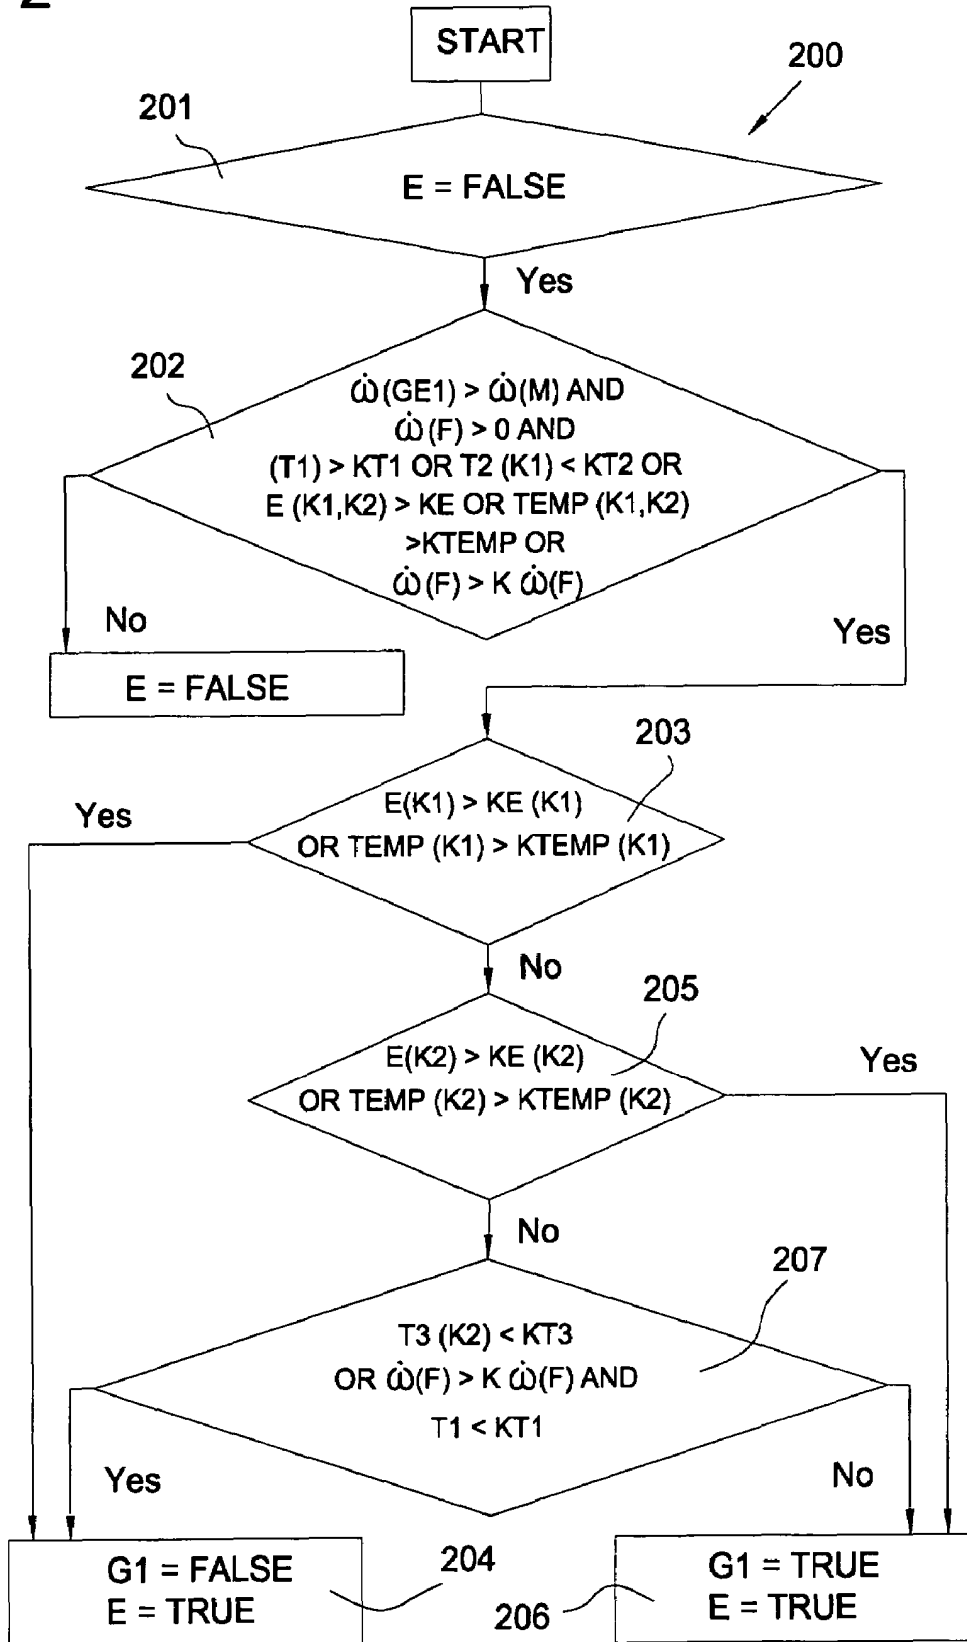 2
START
200
201
E = FALSE
Yes
202
ώ̇(GE1) > ώ̇(M) AND
ώ̇(F) > 0 AND
(T1) > KT1 OR T2 (K1) < KT2 OR
E (K1,K2) > KE OR TEMP (K1,K2)
>KTEMP OR
ώ̇(F) > K ώ̇(F)
No
Yes
E = FALSE
203
E(K1) > KE (K1)
OR TEMP (K1) > KTEMP (K1)
Yes
No
205
E(K2) > KE (K2)
OR TEMP (K2) > KTEMP (K2)
Yes
No
207
T3 (K2) < KT3
OR ώ̇(F) > K ώ̇(F) AND
T1 < KT1
Yes
No
G1 = FALSE
E = TRUE
204
206
G1 = TRUE
E = TRUE